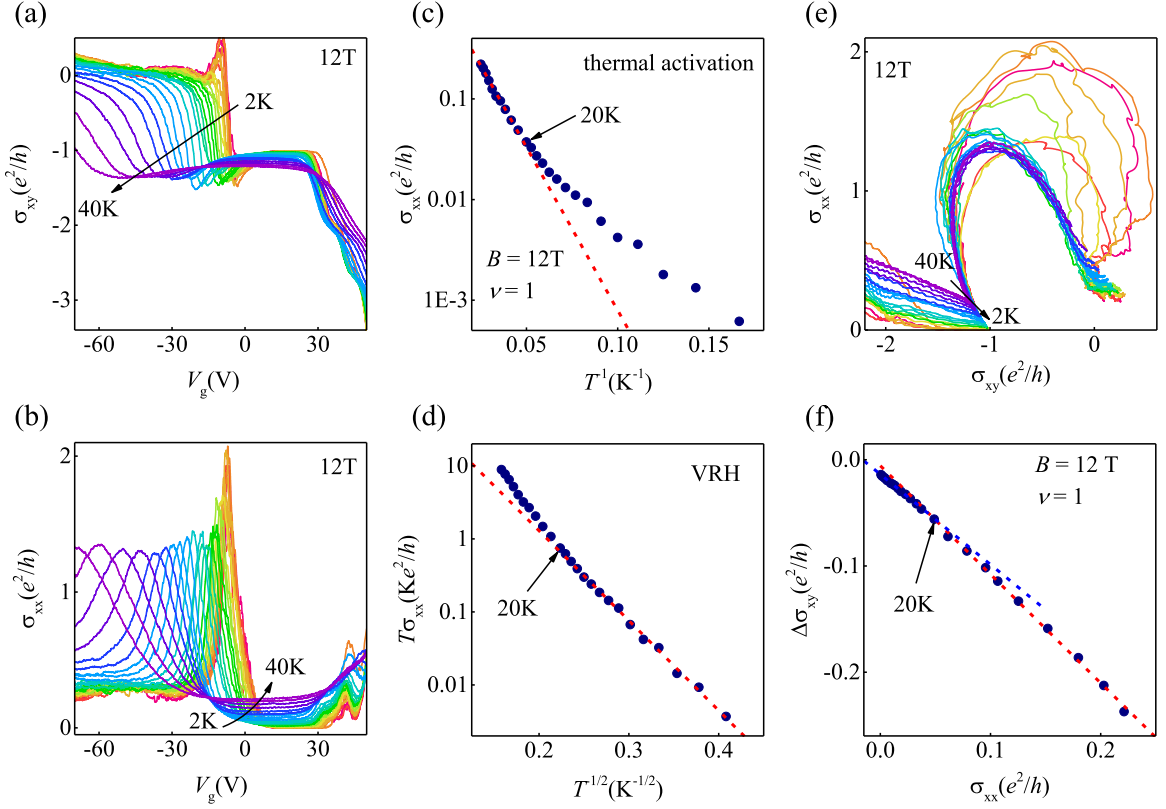 (a)
12T
2K
40K
0
-1
-2
-3
σxy(e²/h)
-60
-30
0
30
Vg(V)
(b)
12T
40K
2K
2
1
0
σxx(e²/h)
-60
-30
0
30
Vg(V)
(c)
thermal activation
20K
B = 12T
ν = 1
0.1
0.01
1E-3
σxx(e²/h)
0.05
0.10
0.15
T¹(K⁻¹)
(d)
VRH
20K
10
1
0.1
0.01
Tσxx(Ke²/h)
0.2
0.3
0.4
T¹/²(K⁻¹/²)
(e)
12T
40K
2K
2
1
0
σxx(e²/h)
-2
-1
0
σxy(e²/h)
(f)
B = 12 T
ν = 1
20K
0.0
-0.1
-0.2
Δσxy(e²/h)
0.0
0.1
0.2
σxx(e²/h)